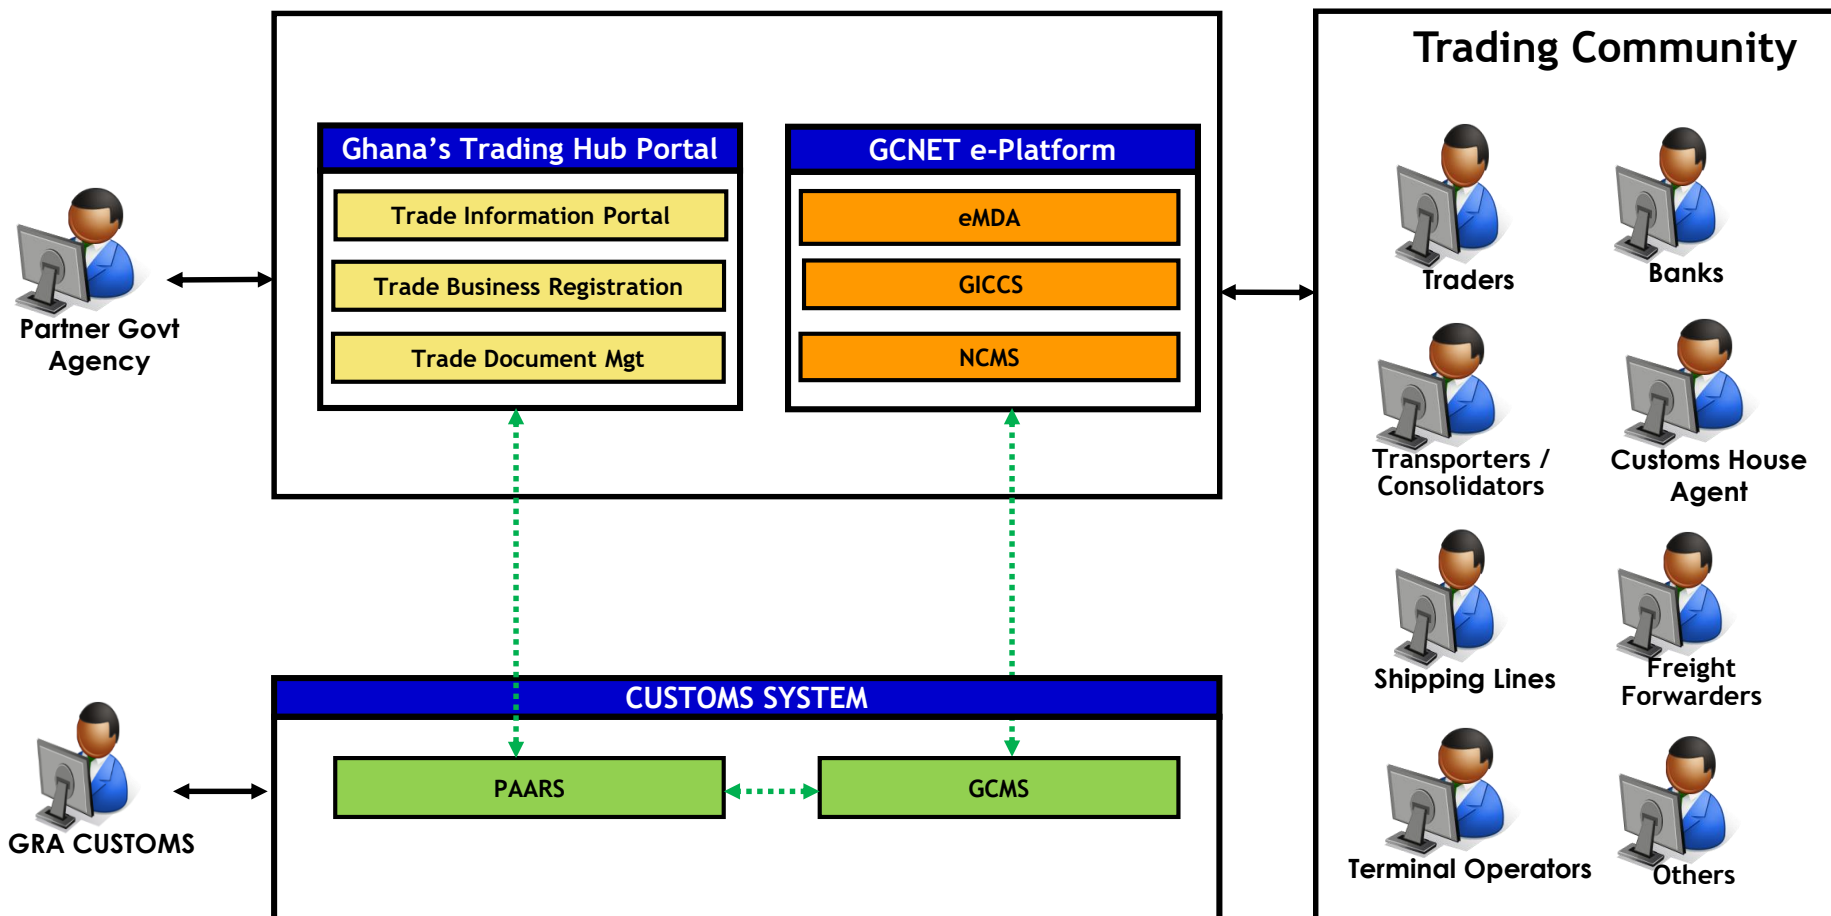 Trading Community
Ghana’s Trading Hub Portal
GCNET e-Platform
Trade Information Portal
eMDA
Trade Business Registration
GICCS
Trade Document Mgt
NCMS
Partner Govt
Agency
Traders
Banks
Transporters /
Consolidators
Customs House
Agent
Shipping Lines
Freight
Forwarders
Terminal Operators
Others
CUSTOMS SYSTEM
PAARS
GCMS
GRA CUSTOMS